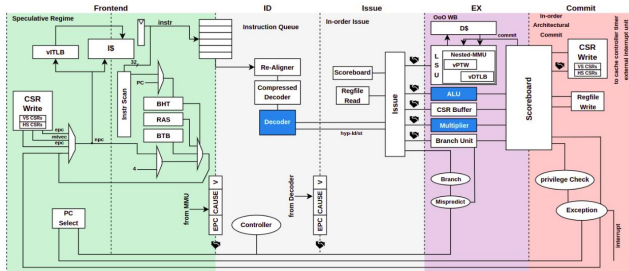 Frontend
ID
Issue
EX
Commit
Speculative Regime
Instruction Queue
In-order Issue
OoO WB
In-order
Architectural
Commit
vITLB
I$
V
instr
32
Instr Scan
PC
BHT
RAS
BTB
CSR
Write
VS CSRs
HS CSRs
epc
mtvec
epc
npc
4
PC
Select
from MMU
EPC CAUSE V
Re-Aligner
Compressed
Decoder
Decoder
Controller
hyp-ld/st
from Decoder
EPC CAUSE V
Scoreboard
Regfile
Read
Issue
D$
commit
L
S
U
Nested-MMU
vPTW
vDTLB
ALU
CSR Buffer
Multiplier
Branch Unit
Branch
Mispredict
Scoreboard
CSR
Write
VS CSRs
HS CSRs
Regfile
Write
privilege Check
Exception
interrupt
to cache controller timer
external interrupt unit